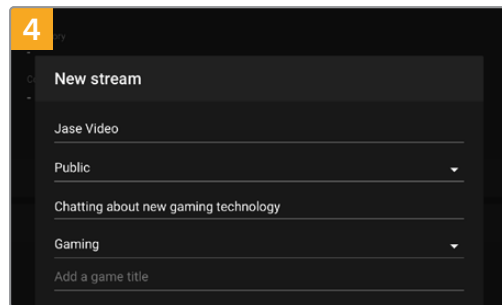 4
New stream
Jase Video
Public
Chatting about new gaming technology
Gaming
Add a game title